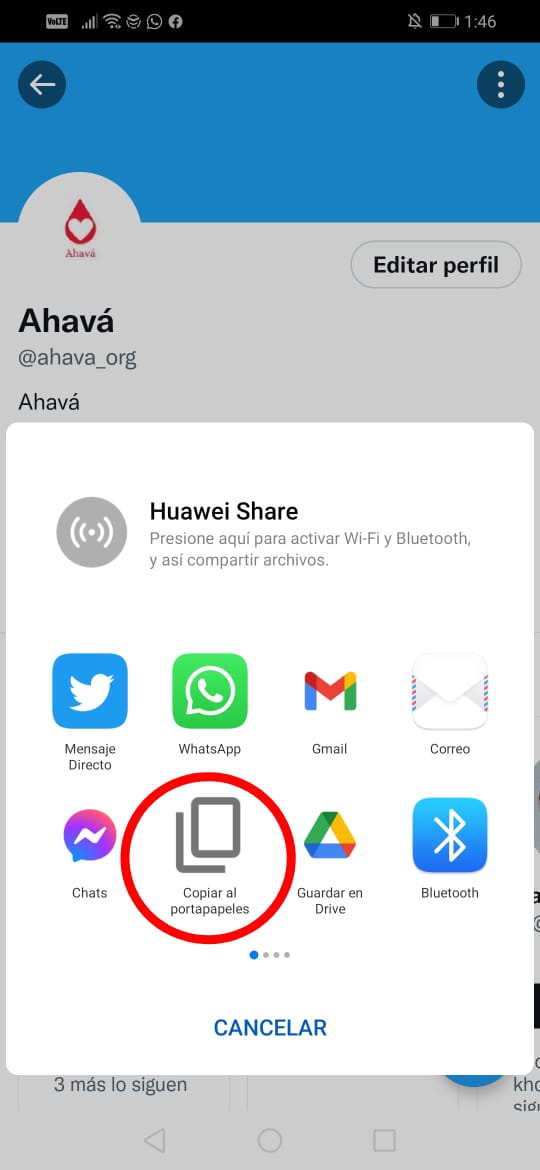 VoLTE
1:46
Ahavá
Editar perfil
Ahavá
@ahava_org
Ahavá
Huawei Share
Presione aquí para activar Wi-Fi y Bluetooth,
y así compartir archivos.
Mensaje
Directo
WhatsApp
Gmail
Correo
Chats
Copiar al
portapapeles
Guardar en
Drive
Bluetooth
CANCELAR
3 más lo siguen